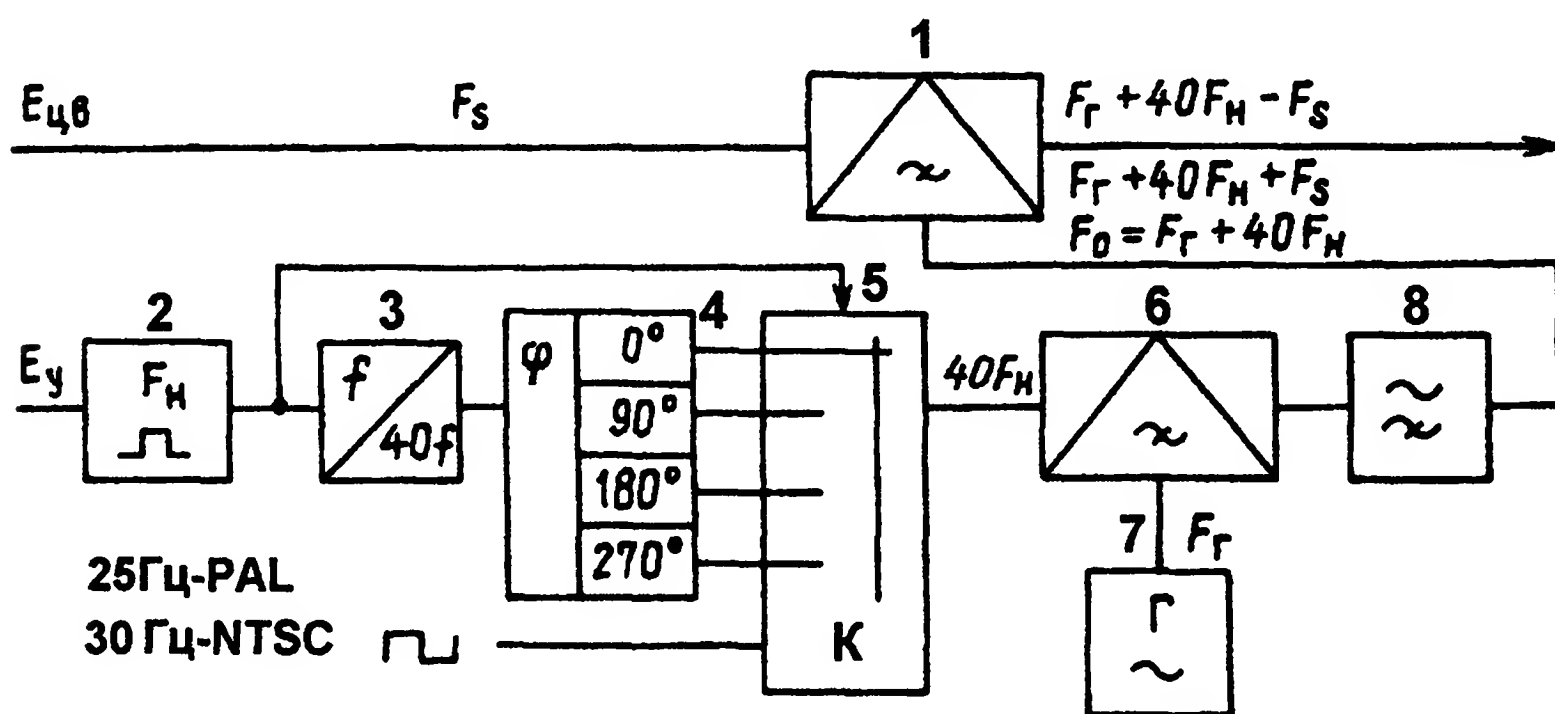 1
Eцв
Fs
Fг + 40Fн − Fs
Fг + 40Fн + Fs
F₀ = Fг + 40Fн
2
3
4
5
6
8
Eу
Fн
f
40f
φ
0°
90°
180°
270°
40Fн
7
Fг
Г
К
25Гц-PAL
30 Гц-NTSC